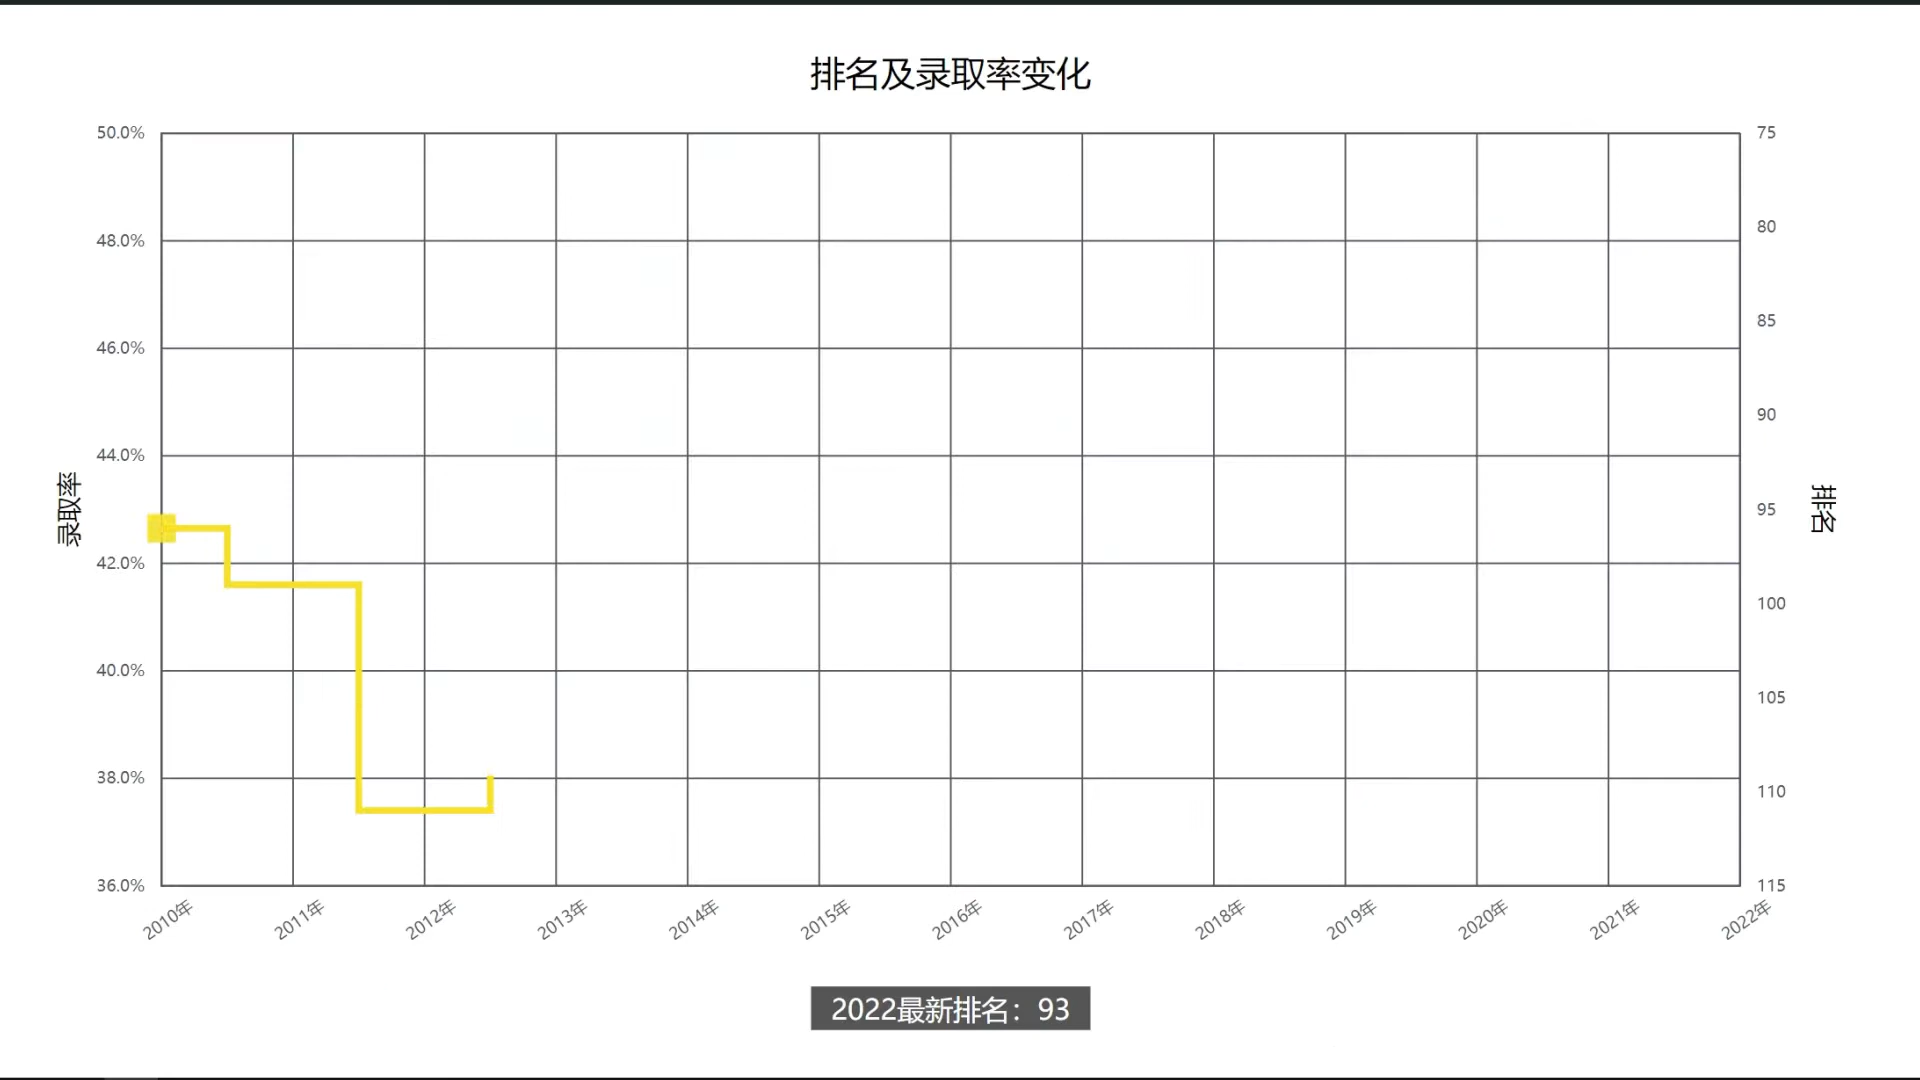 排名及录取率变化
50.0%
48.0%
46.0%
44.0%
42.0%
40.0%
38.0%
36.0%
录取率
75
80
85
90
95
100
105
110
115
排名
2010年
2011年
2012年
2013年
2014年
2015年
2016年
2017年
2018年
2019年
2020年
2021年
2022年
2022最新排名：93